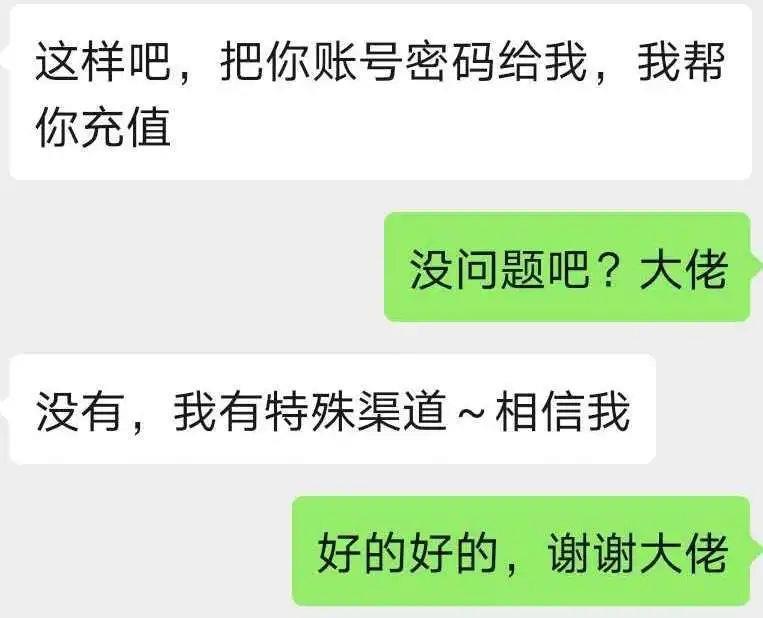 这样吧，把你账号密码给我，我帮
你充值
没问题吧？大佬
没有，我有特殊渠道～相信我
好的好的，谢谢大佬